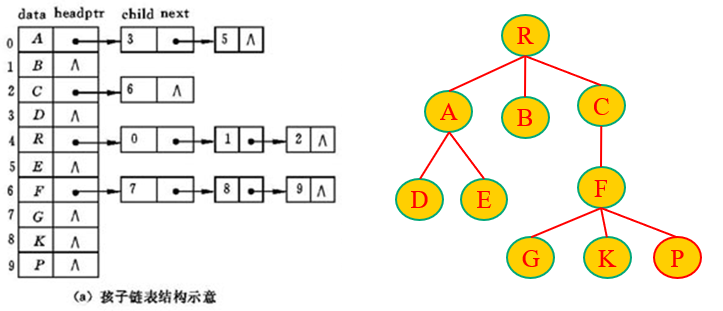 data headptr child next
0 A 3 5 ∧
1 B ∧
2 C 6 ∧
3 D ∧
4 R 0 1 2 ∧
5 E ∧
6 F 7 8 9 ∧
7 G ∧
8 K ∧
9 P ∧
(a) 孩子链表结构示意
R
A B C
D E F
G K P